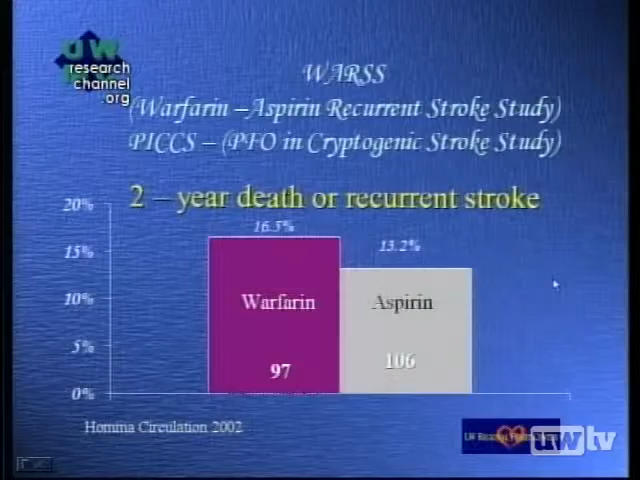 UW
research
channel
.org
WARSS
(Warfarin –Aspirin Recurrent Stroke Study)
PICCS – (PFO in Cryptogenic Stroke Study)
2 – year death or recurrent stroke
20%
15%
10%
5%
0%
16.5%
13.2%
Warfarin
Aspirin
97
106
Homma Circulation 2002
UW
uwtv